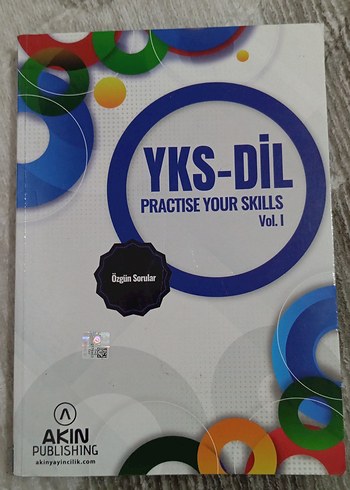 YKS-DİL
PRACTISE YOUR SKILLS
Vol. I
Özgün Sorular
AKIN
PUBLISHING
akinyayincilik.com